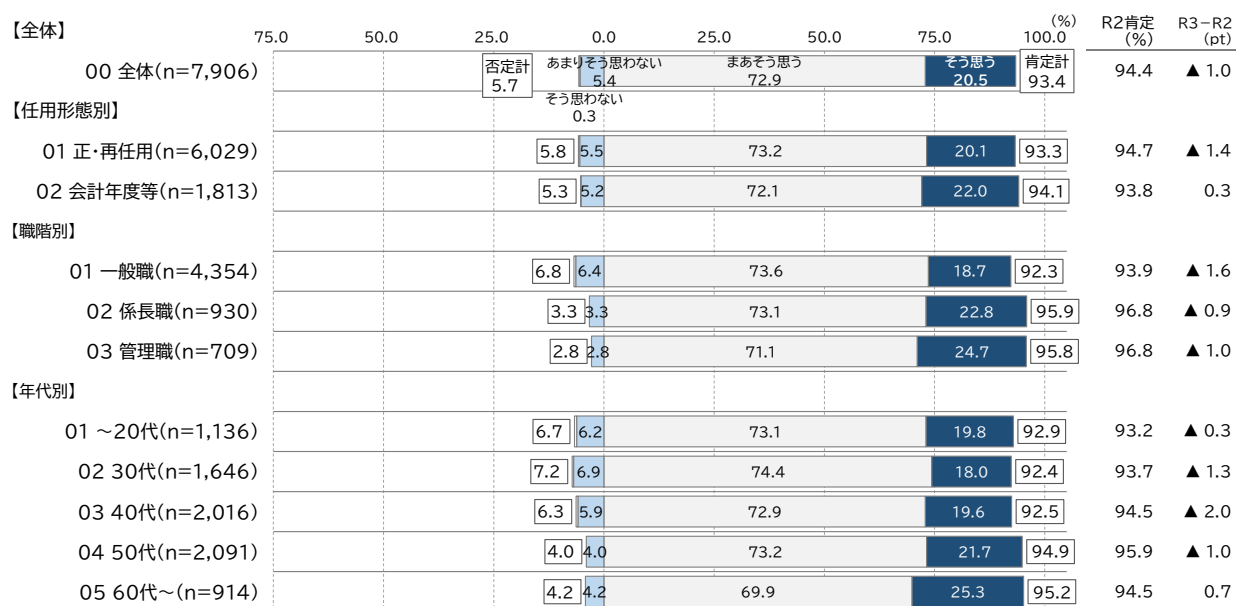 (%) R2肯定 R3－R2
【全体】 75.0 50.0 25.0 0.0 25.0 50.0 75.0 100.0 (%) (pt)
否定計 あまりそう思わない まあそう思う そう思う 肯定計
00 全体(n=7,906) 5.7 5.4 72.9 20.5 93.4 94.4 ▲ 1.0
そう思わない
【任用形態別】 0.3
01 正・再任用(n=6,029) 5.8 5.5 73.2 20.1 93.3 94.7 ▲ 1.4
02 会計年度等(n=1,813) 5.3 5.2 72.1 22.0 94.1 93.8 0.3
【職階別】
01 一般職(n=4,354) 6.8 6.4 73.6 18.7 92.3 93.9 ▲ 1.6
02 係長職(n=930) 3.3 3.3 73.1 22.8 95.9 96.8 ▲ 0.9
03 管理職(n=709) 2.8 2.8 71.1 24.7 95.8 96.8 ▲ 1.0
【年代別】
01 ～20代(n=1,136) 6.7 6.2 73.1 19.8 92.9 93.2 ▲ 0.3
02 30代(n=1,646) 7.2 6.9 74.4 18.0 92.4 93.7 ▲ 1.3
03 40代(n=2,016) 6.3 5.9 72.9 19.6 92.5 94.5 ▲ 2.0
04 50代(n=2,091) 4.0 4.0 73.2 21.7 94.9 95.9 ▲ 1.0
05 60代～(n=914) 4.2 4.2 69.9 25.3 95.2 94.5 0.7